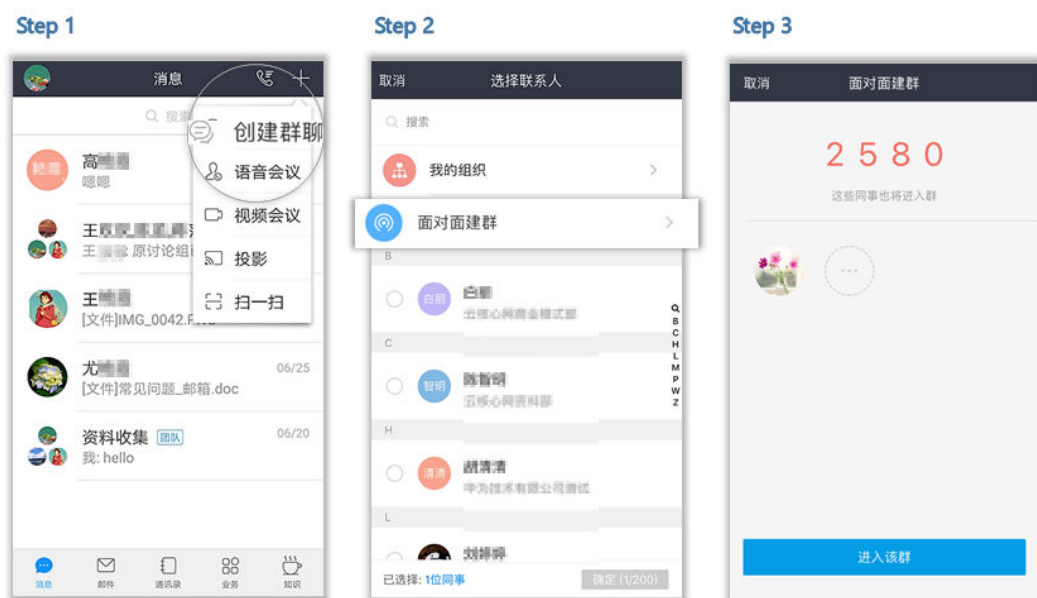 Step 1
Step 2
Step 3
消息
搜
创建群聊
高
嗯嗯
语音会议
视频会议
王
王
原讨论组
投影
王
[文件]IMG_0042.P
扫一扫
尤
06/25
[文件]常见问题_邮箱.doc
资料收集 团队
06/20
我: hello
消息
邮件
通讯录
业务
知识
取消
选择联系人
搜索
我的组织
面对面建群
B
白丽
C
智明
H
清清
L
B
C
H
L
M
P
W
Z
已选择: 1位同事
确定 (1/200)
取消
面对面建群
2 5 8 0
这些同事也将进入群
进入该群